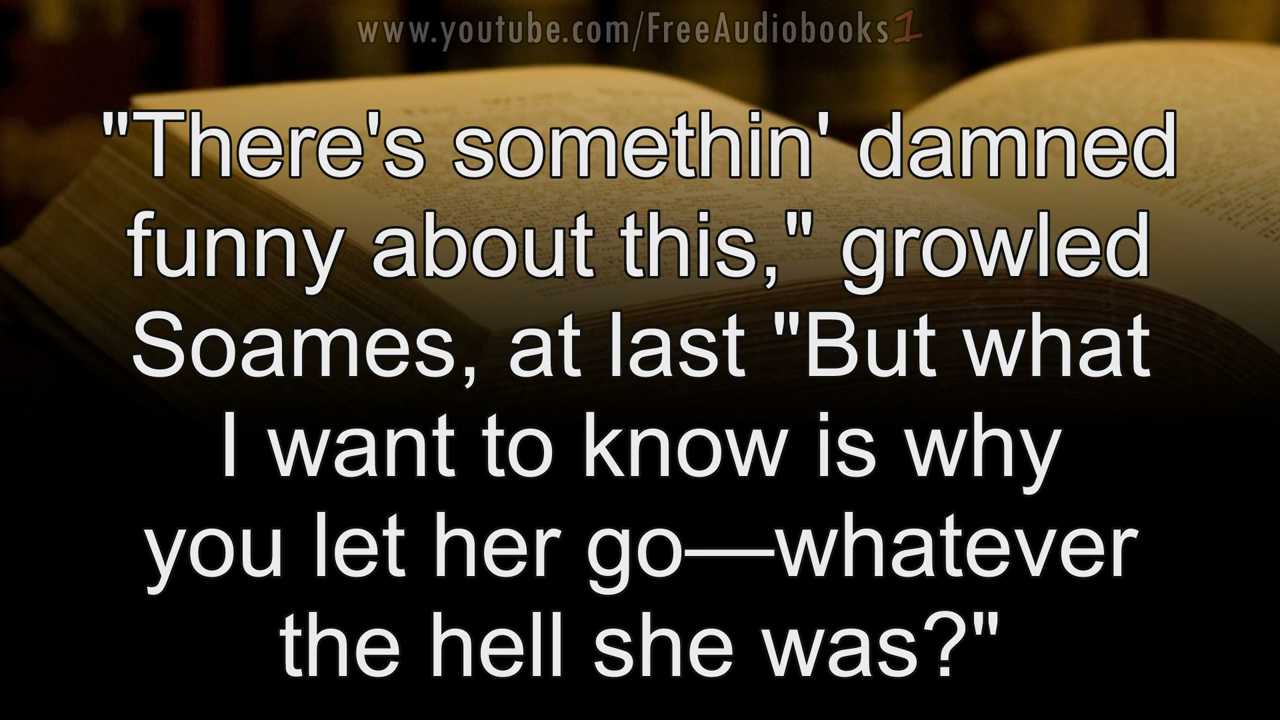 www.youtube.com/FreeAudiobooks1
"There's somethin' damned
funny about this," growled
Soames, at last "But what
I want to know is why
you let her go—whatever
the hell she was?"